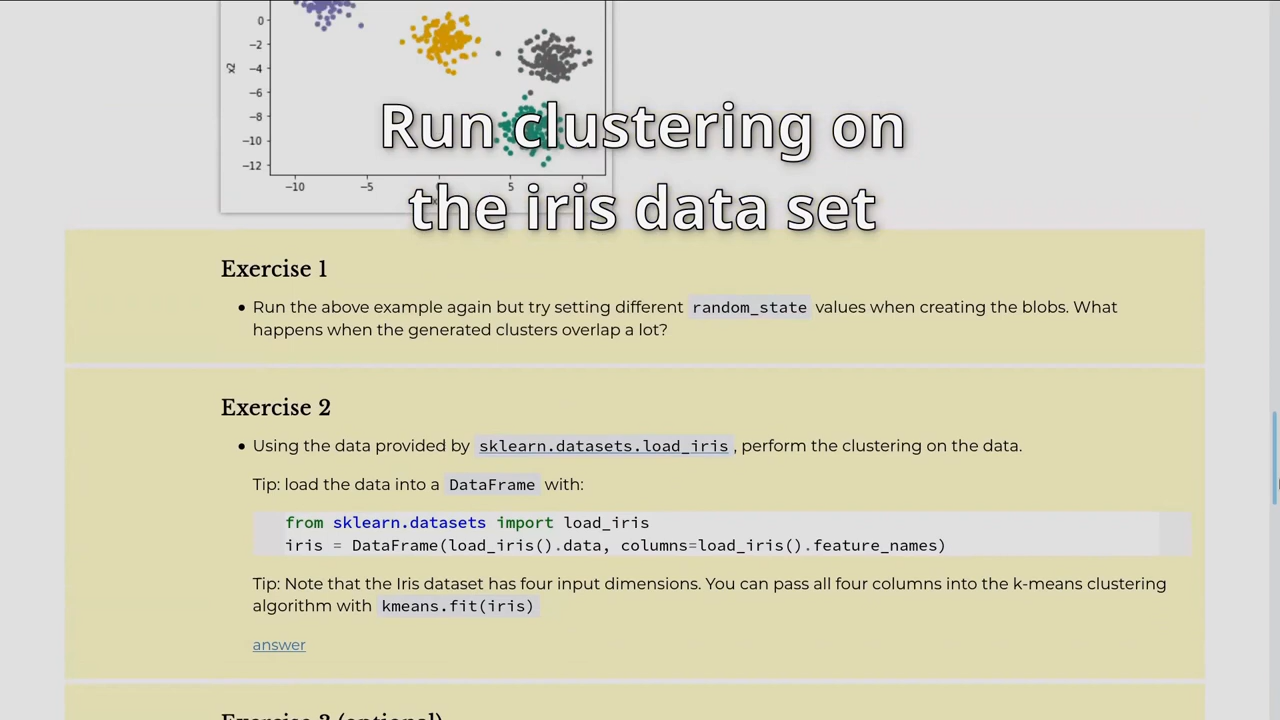 0
−2
−4
−6
−8
−10
−12
x2
−10
−5
5
Run clustering on
the iris data set
Exercise 1
• Run the above example again but try setting different random_state values when creating the blobs. What
happens when the generated clusters overlap a lot?
Exercise 2
• Using the data provided by sklearn.datasets.load_iris, perform the clustering on the data.
Tip: load the data into a DataFrame with:
from sklearn.datasets import load_iris
iris = DataFrame(load_iris().data, columns=load_iris().feature_names)
Tip: Note that the Iris dataset has four input dimensions. You can pass all four columns into the k-means clustering
algorithm with kmeans.fit(iris)
answer
Exercise 3 (optional)